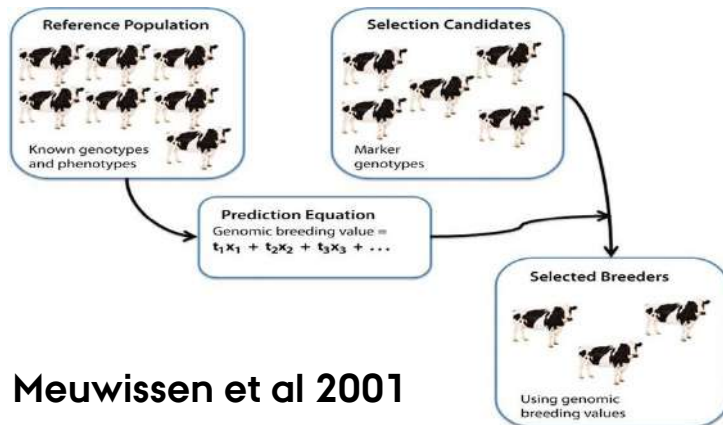 Reference Population
Known genotypes
and phenotypes
Selection Candidates
Marker
genotypes
Prediction Equation
Genomic breeding value =
t₁x₁ + t₂x₂ + t₃x₃ + ...
Selected Breeders
Using genomic
breeding values
Meuwissen et al 2001